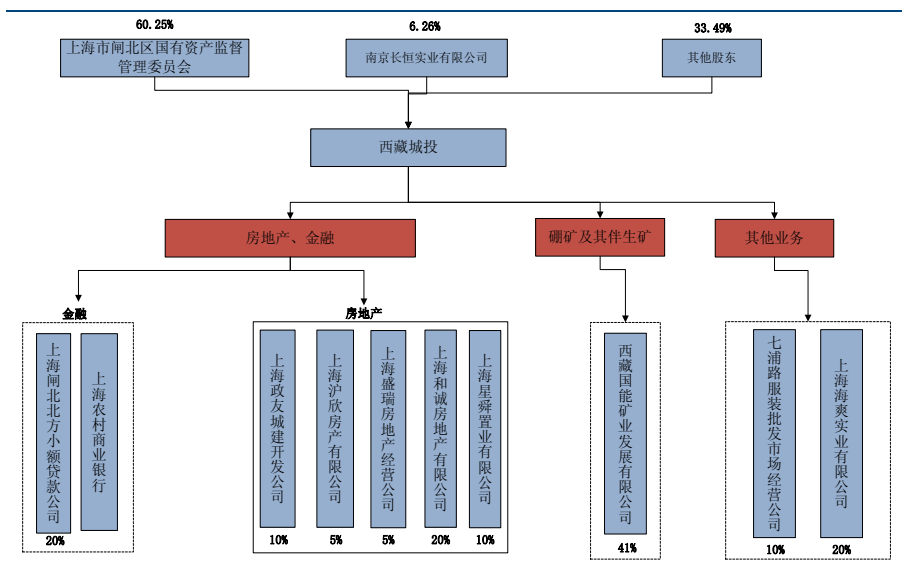 60.25%
6.26%
33.49%
上海市闸北区国有资产监督
管理委员会
南京长恒实业有限公司
其他股东
西藏城投
房地产、金融
硼矿及其伴生矿
其他业务
金融
房地产
上海闸北北方小额贷款公司
上海农村商业银行
上海政友城建开发公司
上海沪欣房产有限公司
上海盛瑞房地产经营公司
上海和诚房地产有限公司
上海星舜置业有限公司
西藏国能矿业发展有限公司
七浦路服装批发市场经营公司
上海海爽实业有限公司
20%
10%
5%
5%
20%
10%
41%
10%
20%